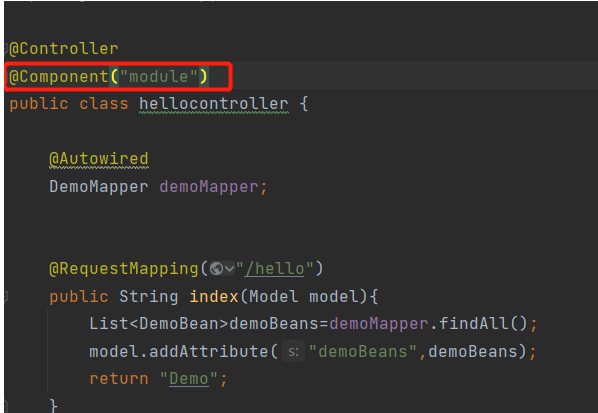 @Controller
@Component("module")
public class hellocontroller {
@Autowired
DemoMapper demoMapper;
@RequestMapping("/hello")
public String index(Model model){
List<DemoBean>demoBeans=demoMapper.findAll();
model.addAttribute( s: "demoBeans",demoBeans);
return "Demo";
}